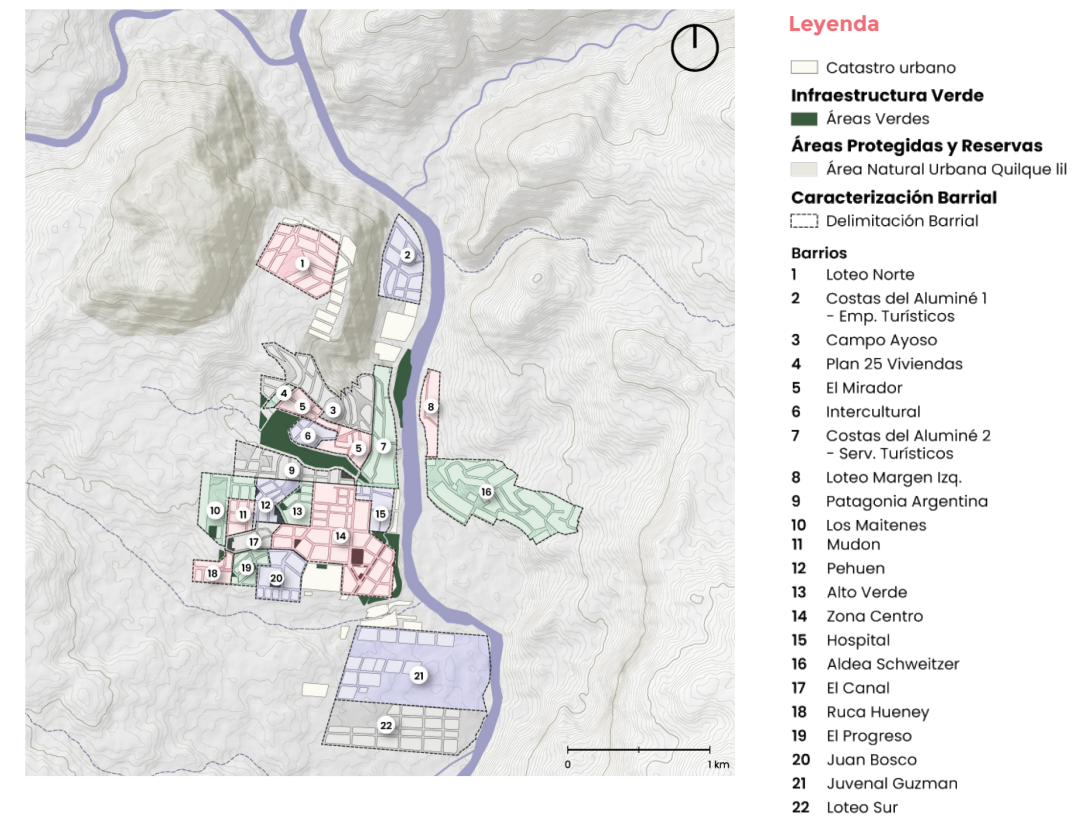 Leyenda
Catastro urbano
Infraestructura Verde
Áreas Verdes
Áreas Protegidas y Reservas
Área Natural Urbana Quilque lil
Caracterización Barrial
Delimitación Barrial
Barrios
1 Loteo Norte
2 Costas del Aluminé 1
- Emp. Turísticos
3 Campo Ayoso
4 Plan 25 Viviendas
5 El Mirador
6 Intercultural
7 Costas del Aluminé 2
- Serv. Turísticos
8 Loteo Margen Izq.
9 Patagonia Argentina
10 Los Maitenes
11 Mudon
12 Pehuen
13 Alto Verde
14 Zona Centro
15 Hospital
16 Aldea Schweitzer
17 El Canal
18 Ruca Hueney
19 El Progreso
20 Juan Bosco
21 Juvenal Guzman
22 Loteo Sur
1
2
4
5
3
8
6
5
7
9
16
10
11
12
13
15
14
17
18
19
20
21
22
0
1 km